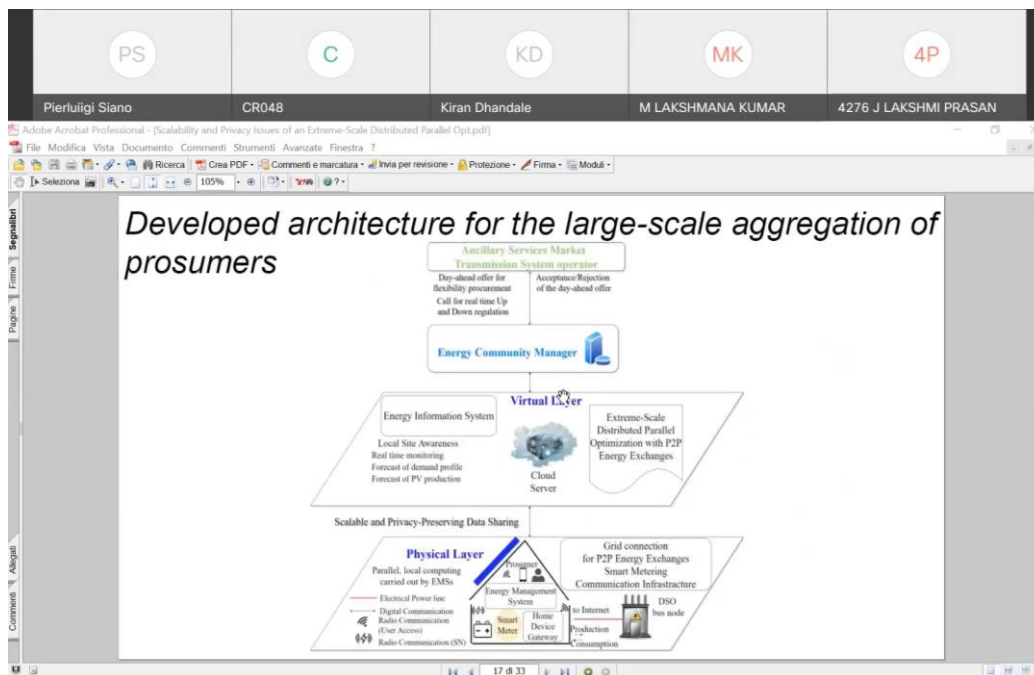 PS
C
KD
MK
4P
Pierluiigi Siano
CR048
Kiran Dhandale
M LAKSHMANA KUMAR
4276 J LAKSHMI PRASAN
Adobe Acrobat Professional - [Scalability and Privacy Issues of an Extreme-Scale Distributed Parallel Opt.pdf]
File Modifica Vista Documento Commenti Strumenti Avanzate Finestra ?
Ricerca Crea PDF Commenti e marcatura Invia per revisione Protezione Firma Moduli
Seleziona 105% ?
Segnalibri
Firme
Pagine
Allegati
Commenti
Developed architecture for the large-scale aggregation of
prosumers
Ancillary Services Market
Transmission System operator
Day-ahead offer for
flexibility procurement
Call for real time Up
and Down regulation
Acceptance/Rejection
of the day-ahead offer
Energy Community Manager
Virtual Layer
Energy Information System
Local Site Awareness
Real time monitoring
Forecast of demand profile
Forecast of PV production
Cloud
Server
Extreme-Scale
Distributed Parallel
Optimization with P2P
Energy Exchanges
Scalable and Privacy-Preserving Data Sharing
Physical Layer
Parallel, local computing
carried out by EMSs
Electrical Power line
Digital Communication
Radio Communication
(User Access)
Radio Communication (SN)
Prosumer
Energy Management
System
Smart
Meter
Home
Device
Gateway
Grid connection
for P2P Energy Exchanges
Smart Metering
Communication Infrastructure
to Internet
Production
Consumption
DSO
bus node
17 di 33